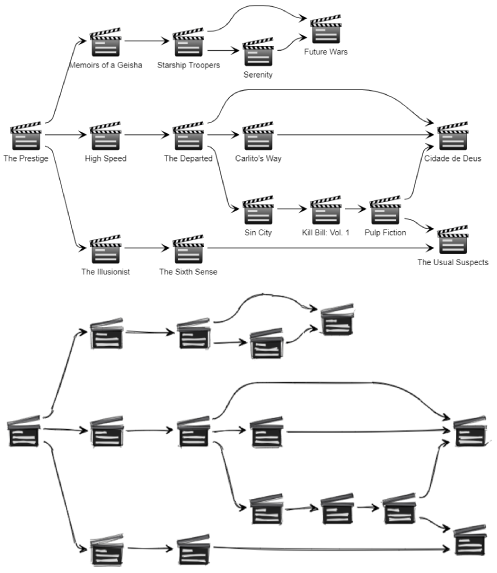 Memoirs of a Geisha
Starship Troopers
Serenity
Future Wars
The Prestige
High Speed
The Departed
Carlito's Way
Cidade de Deus
Sin City
Kill Bill: Vol. 1
Pulp Fiction
The Usual Suspects
The Illusionist
The Sixth Sense